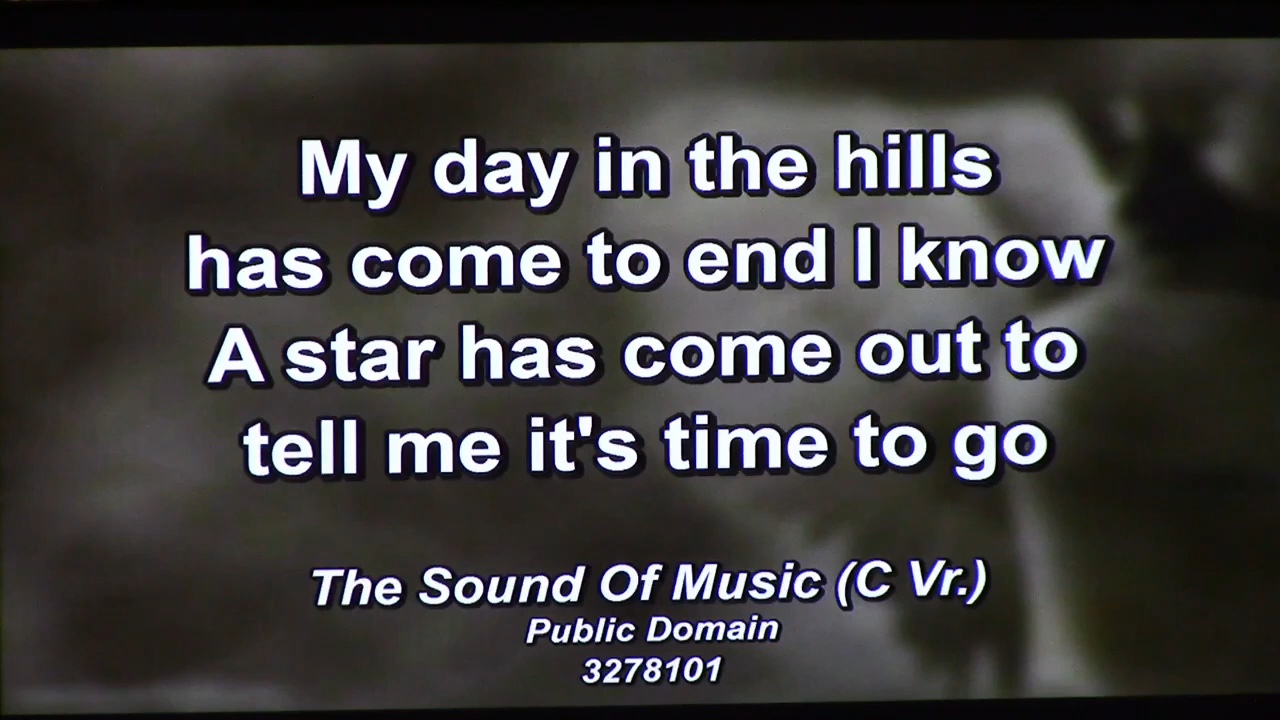 My day in the hills
has come to end I know
A star has come out to
tell me it's time to go
The Sound Of Music (C Vr.)
Public Domain
3278101